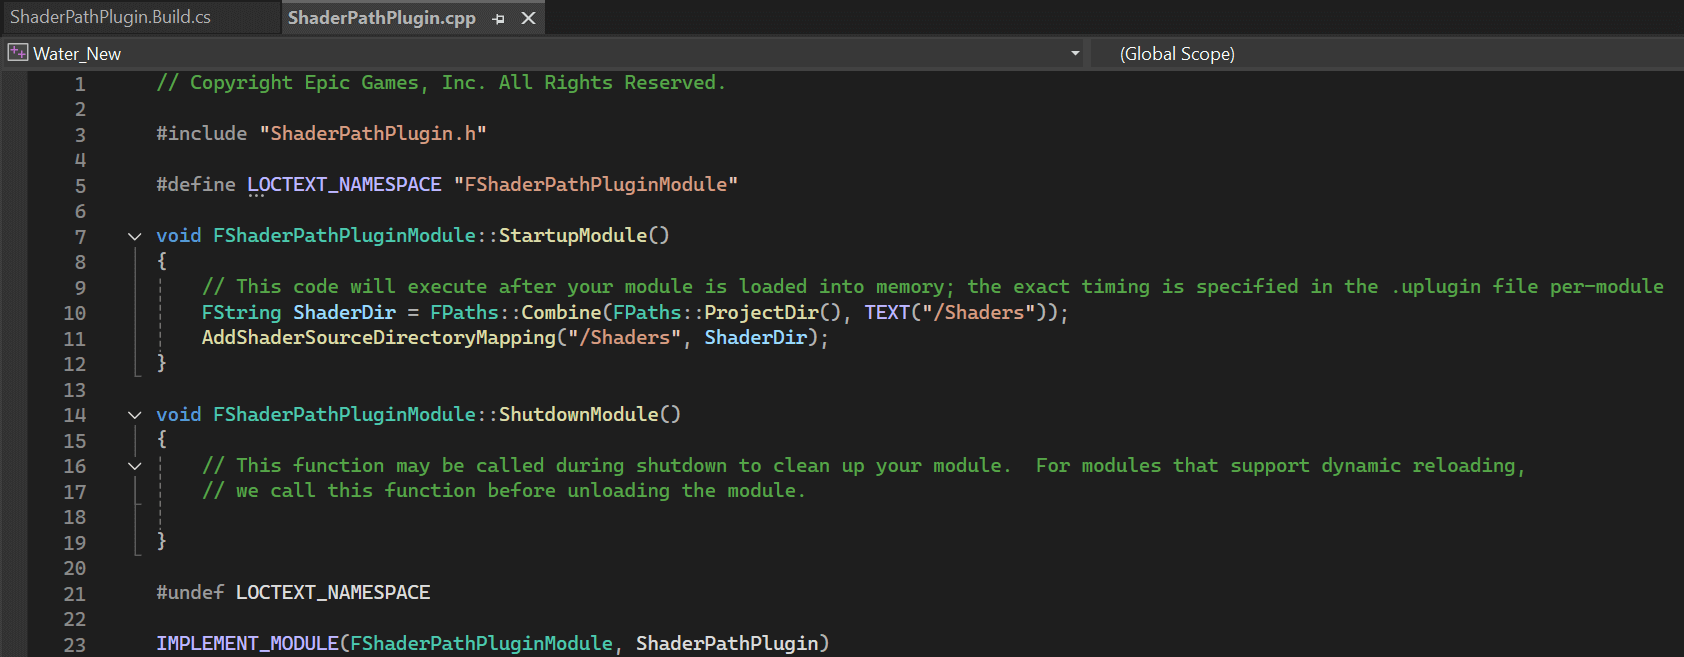 ShaderPathPlugin.Build.cs ShaderPathPlugin.cpp
Water_New (Global Scope)
1 // Copyright Epic Games, Inc. All Rights Reserved.
2
3 #include "ShaderPathPlugin.h"
4
5 #define LOCTEXT_NAMESPACE "FShaderPathPluginModule"
6
7 void FShaderPathPluginModule::StartupModule()
8 {
9 // This code will execute after your module is loaded into memory; the exact timing is specified in the .uplugin file per-module
10 FString ShaderDir = FPaths::Combine(FPaths::ProjectDir(), TEXT("/Shaders"));
11 AddShaderSourceDirectoryMapping("/Shaders", ShaderDir);
12 }
13
14 void FShaderPathPluginModule::ShutdownModule()
15 {
16 // This function may be called during shutdown to clean up your module.  For modules that support dynamic reloading,
17 // we call this function before unloading the module.
18
19 }
20
21 #undef LOCTEXT_NAMESPACE
22
23 IMPLEMENT_MODULE(FShaderPathPluginModule, ShaderPathPlugin)